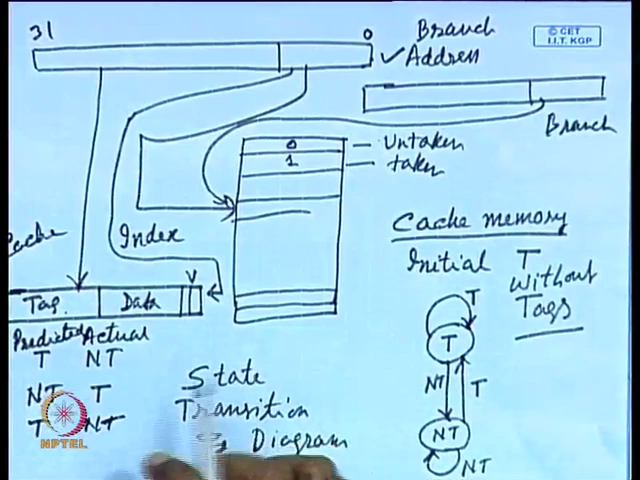 31
0
Branch
✓Address
© CET
I.I.T. KGP
Branch
0 — Untaken
1 — taken
Cache
Index
Cache memory
Initial T
without
Tags
V
Tag
Data
Predicted Actual
T NT
NT T
T NT
State
Transition
Diagram
T
T
NT
T
NT
NT
NPTEL